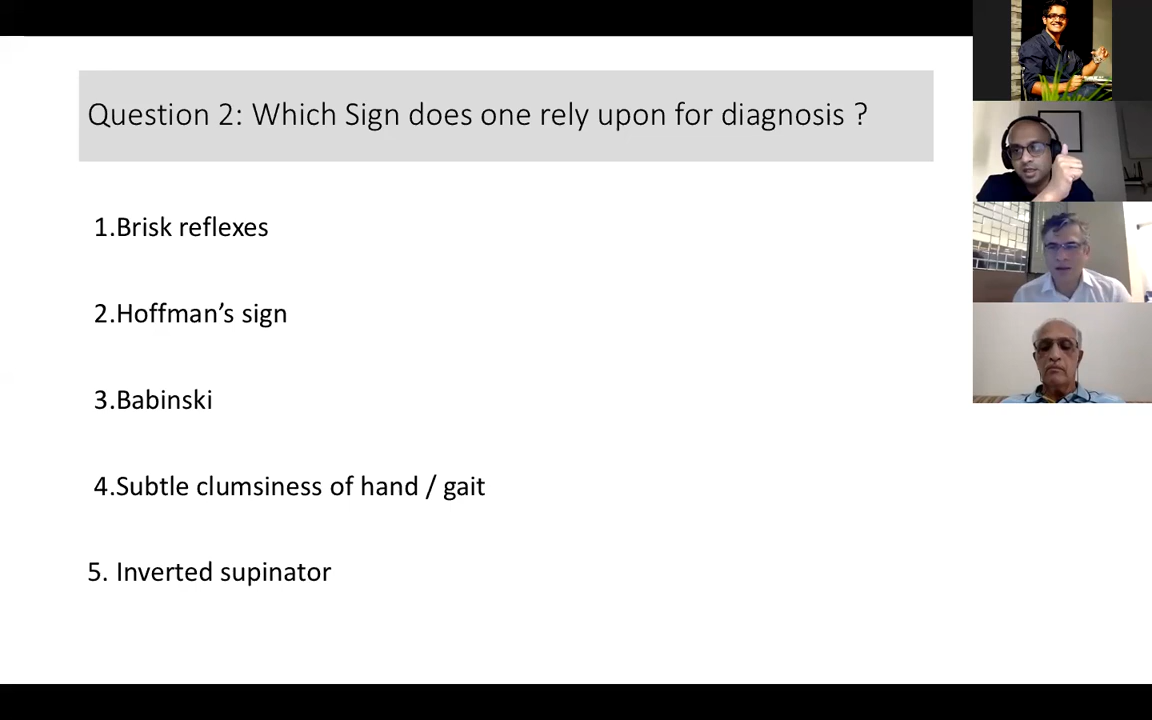 Question 2: Which Sign does one rely upon for diagnosis ?
1.Brisk reflexes
2.Hoffman’s sign
3.Babinski
4.Subtle clumsiness of hand / gait
5. Inverted supinator